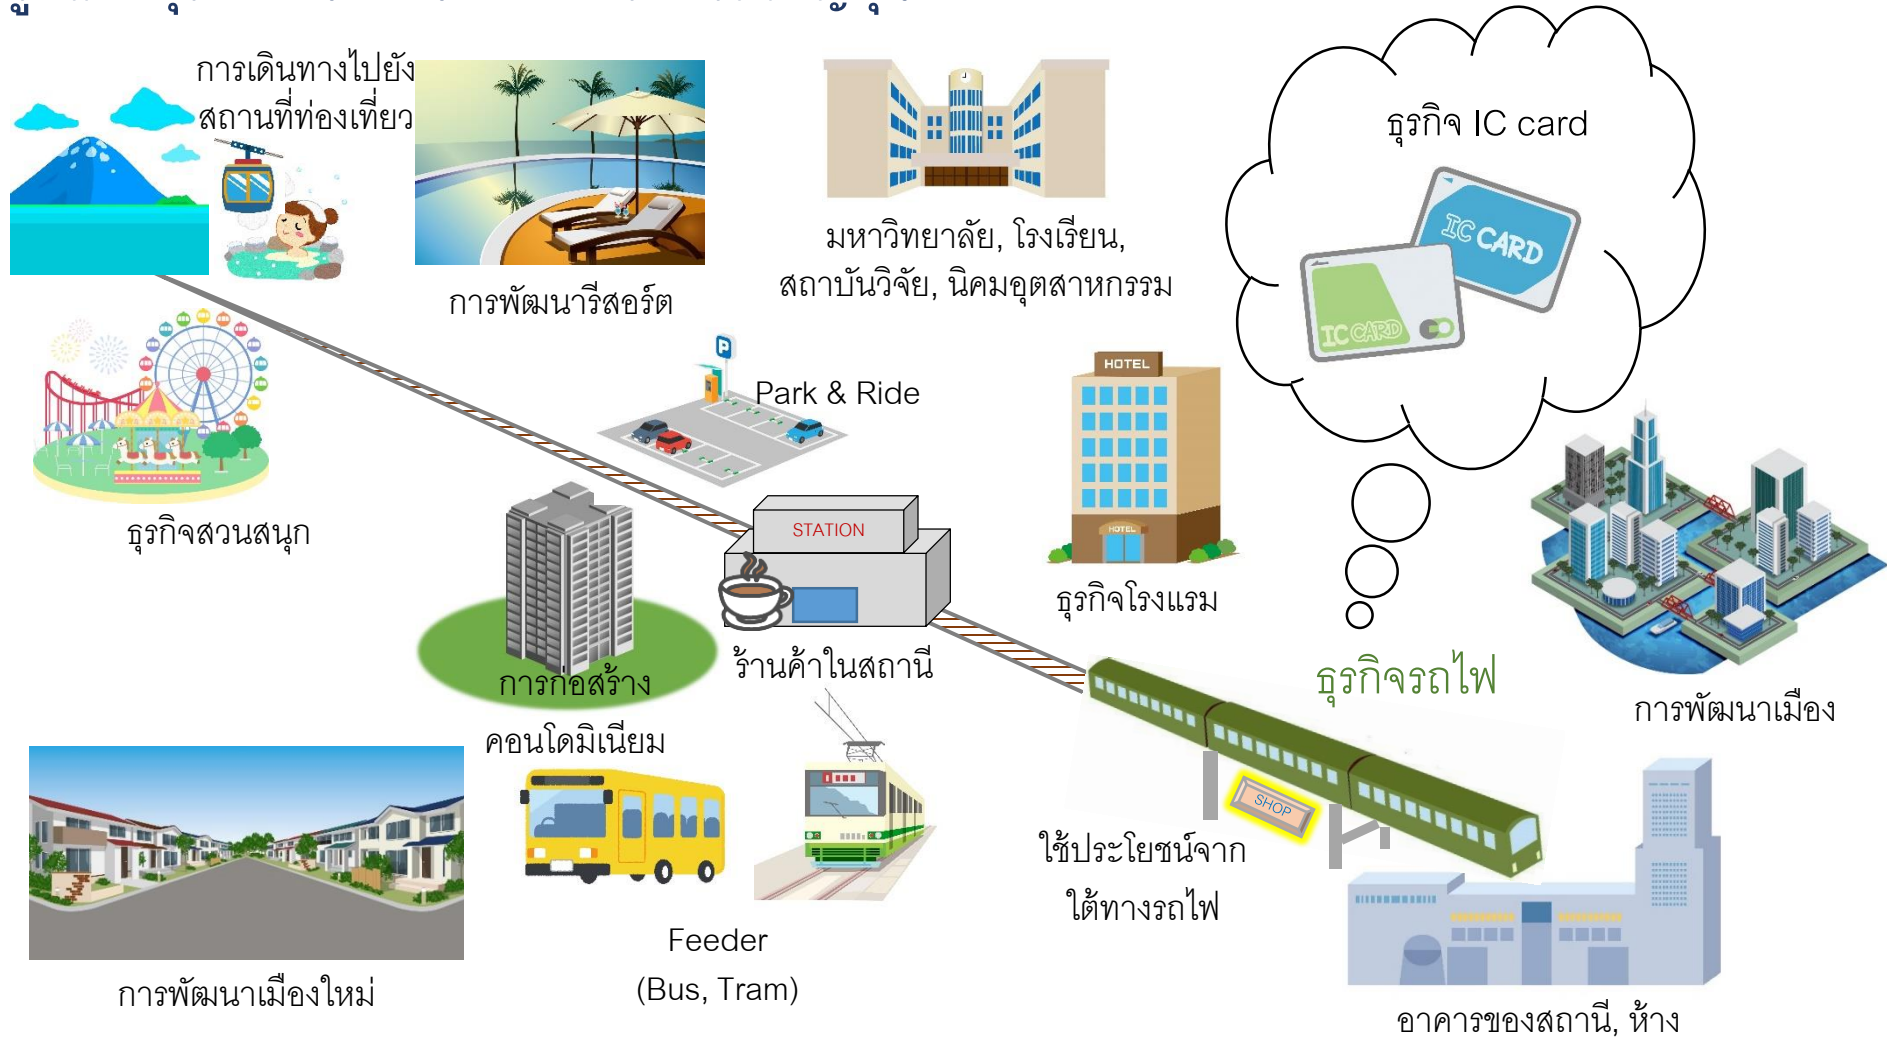 การเดินทางไปยัง
สถานที่ท่องเที่ยว
ธุรกิจ IC card
IC CARD
IC CARD
มหาวิทยาลัย, โรงเรียน,
สถาบันวิจัย, นิคมอุตสาหกรรม
การพัฒนารีสอร์ต
P
Park & Ride
HOTEL
HOTEL
ธุรกิจสวนสนุก
STATION
ธุรกิจโรงแรม
ร้านค้าในสถานี
ธุรกิจรถไฟ
การก่อสร้าง
คอนโดมิเนียม
การพัฒนาเมือง
SHOP
ใช้ประโยชน์จาก
ใต้ทางรถไฟ
Feeder
(Bus, Tram)
การพัฒนาเมืองใหม่
อาคารของสถานี, ห้าง